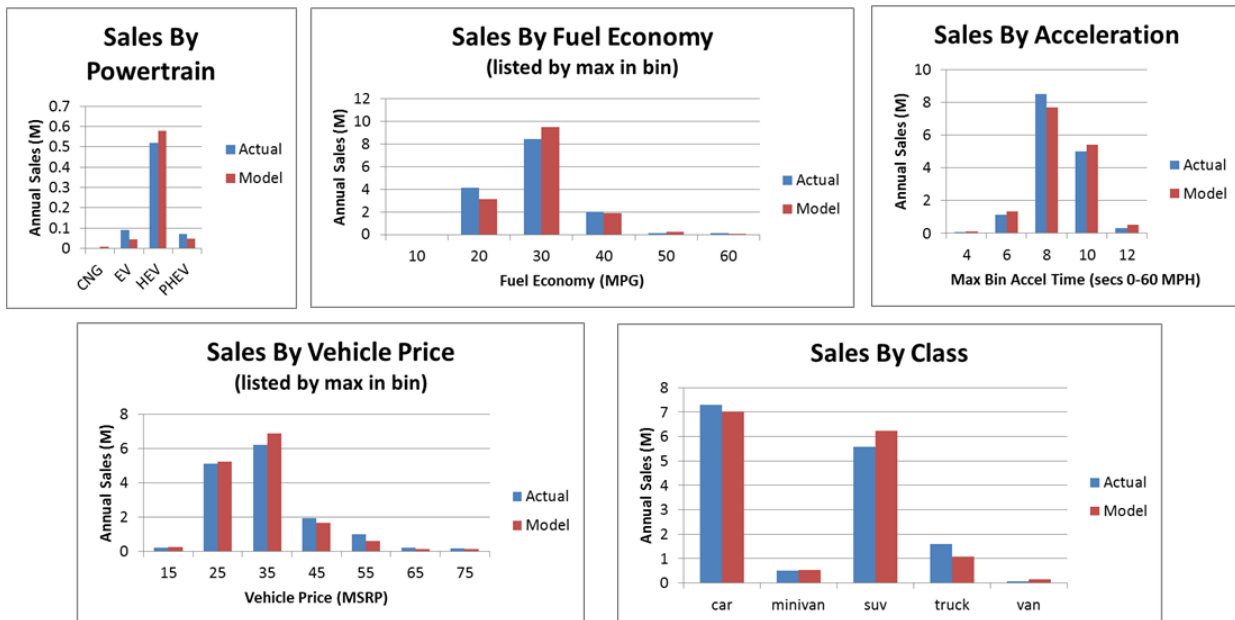 Sales By
Powertrain
Annual Sales (M)
0.7
0.6
0.5
0.4
0.3
0.2
0.1
0
CNG
EV
HEV
PHEV
Actual
Model
Sales By Fuel Economy
(listed by max in bin)
Annual Sales (M)
12
10
8
6
4
2
0
10 20 30 40 50 60
Fuel Economy (MPG)
Actual
Model
Sales By Acceleration
Annual Sales (M)
10
8
6
4
2
0
4 6 8 10 12
Max Bin Accel Time (secs 0-60 MPH)
Actual
Model
Sales By Vehicle Price
(listed by max in bin)
Annual Sales (M)
8
6
4
2
0
15 25 35 45 55 65 75
Vehicle Price (MSRP)
Actual
Model
Sales By Class
Annual Sales (M)
8
7
6
5
4
3
2
1
0
car minivan suv truck van
Actual
Model